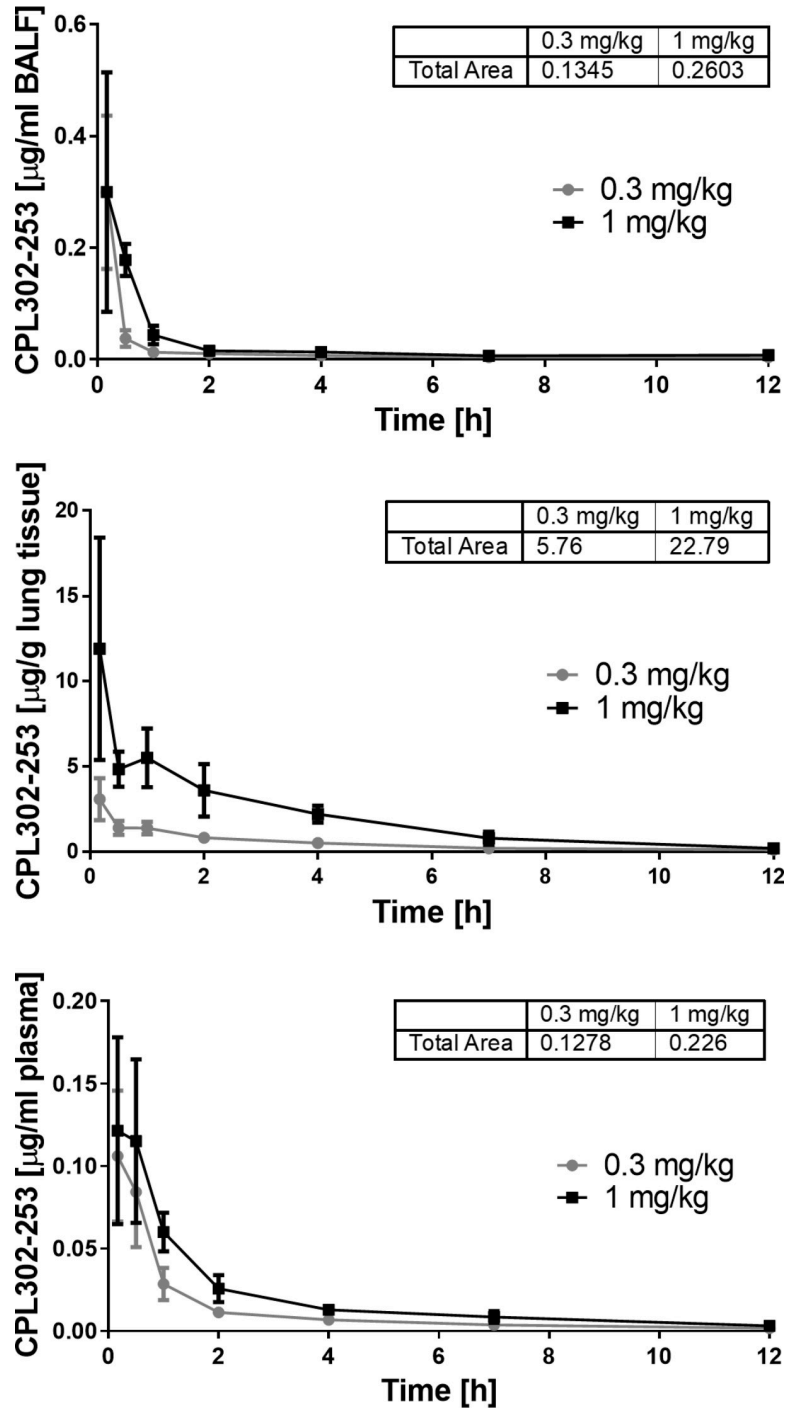 CPL302-253 [µg/ml BALF]
0.6
0.4
0.2
0.0
0 2 4 6 8 10 12
Time [h]
0.3 mg/kg 1 mg/kg
Total Area 0.1345 0.2603
0.3 mg/kg
1 mg/kg
CPL302-253 [µg/g lung tissue]
20
15
10
5
0
0 2 4 6 8 10 12
Time [h]
0.3 mg/kg 1 mg/kg
Total Area 5.76 22.79
0.3 mg/kg
1 mg/kg
CPL302-253 [µg/ml plasma]
0.20
0.15
0.10
0.05
0.00
0 2 4 6 8 10 12
Time [h]
0.3 mg/kg 1 mg/kg
Total Area 0.1278 0.226
0.3 mg/kg
1 mg/kg